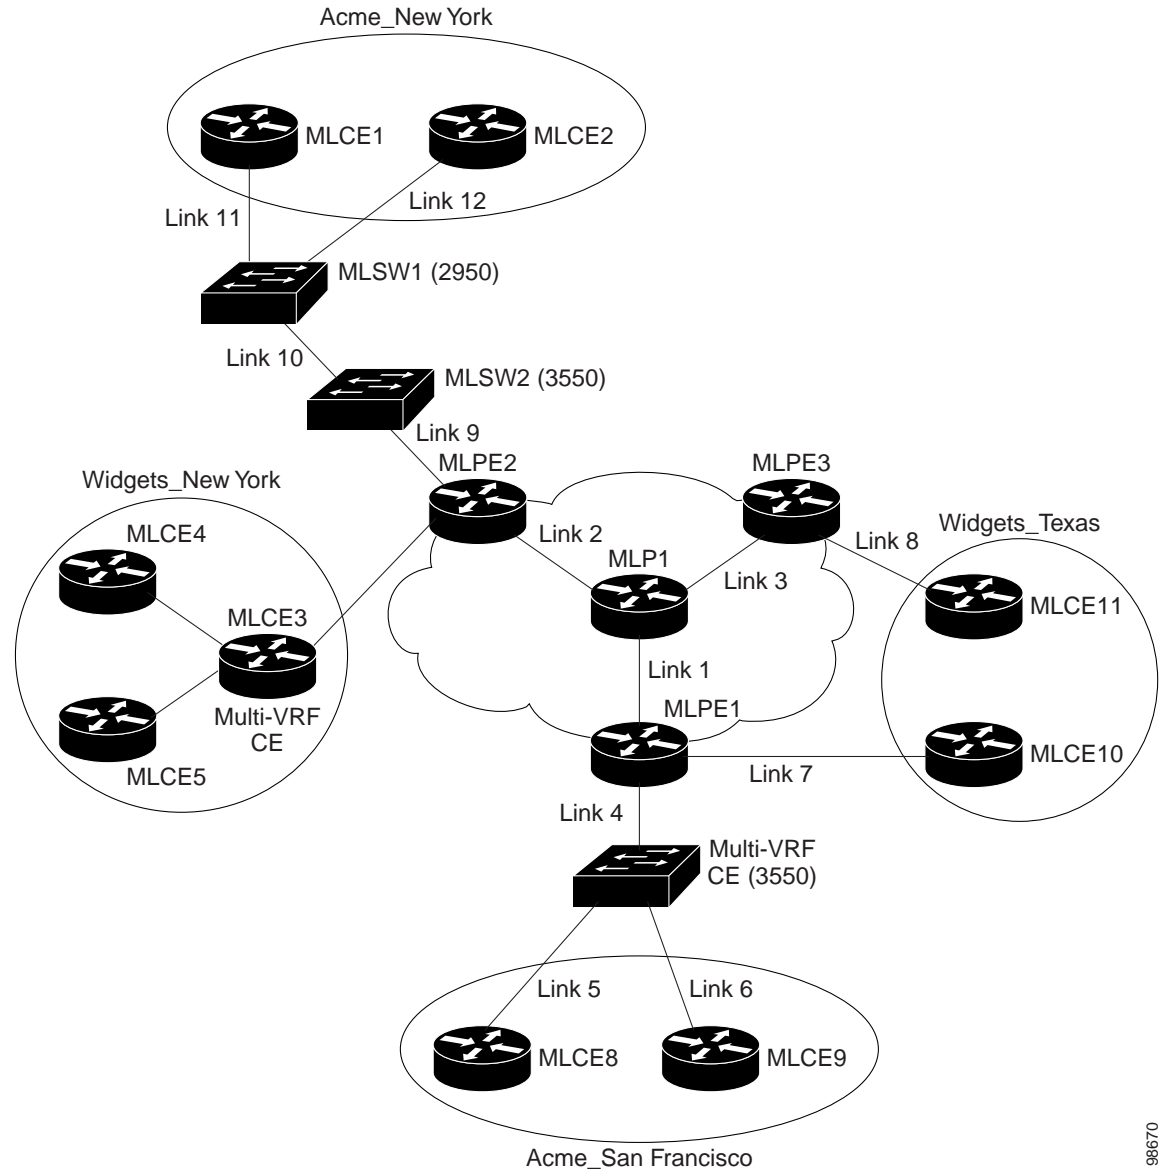 Acme_New York
MLCE1
MLCE2
Link 11
Link 12
MLSW1 (2950)
Link 10
MLSW2 (3550)
Link 9
MLPE2
MLPE3
Widgets_New York
Widgets_Texas
MLCE4
Link 2
Link 8
MLP1
Link 3
MLCE11
MLCE3
Link 1
MLPE1
Multi-VRF
CE
MLCE5
MLCE10
Link 7
Link 4
Multi-VRF
CE (3550)
Link 5
Link 6
MLCE8
MLCE9
Acme_San Francisco
98670